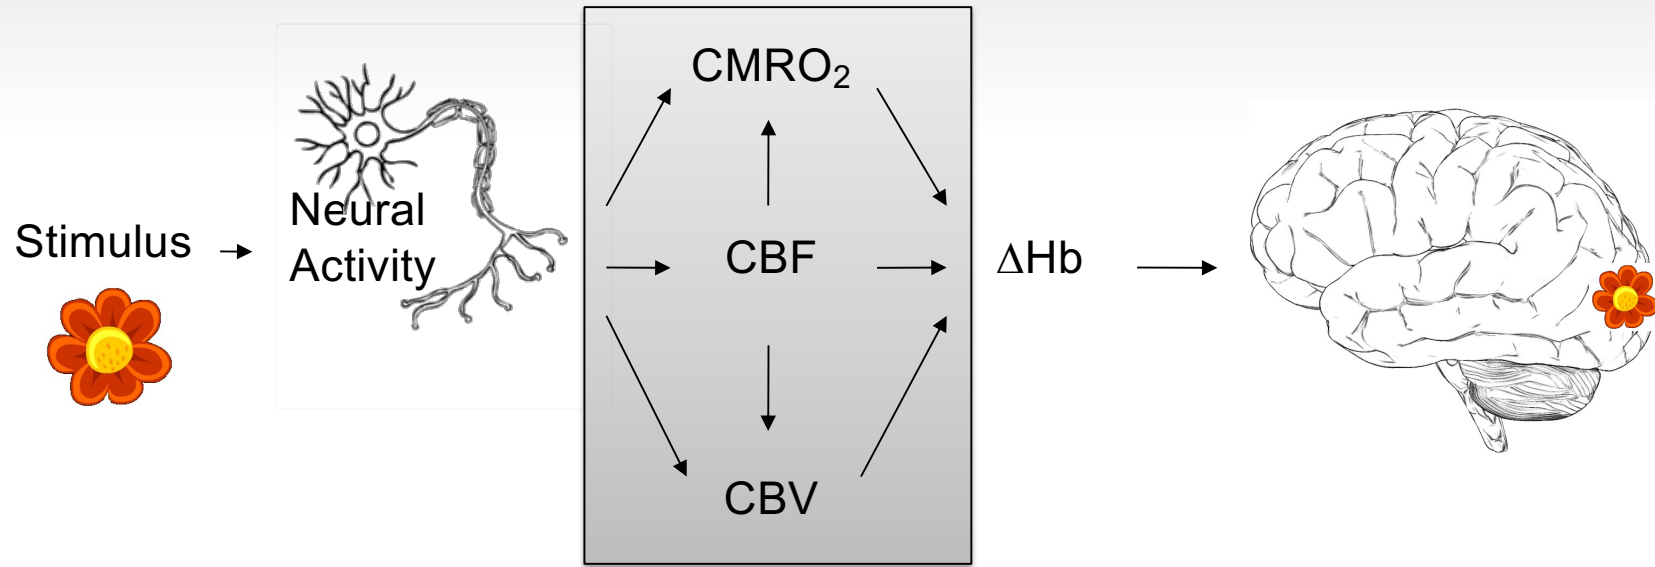 Stimulus
Neural
Activity
CMRO₂
CBF
CBV
ΔHb